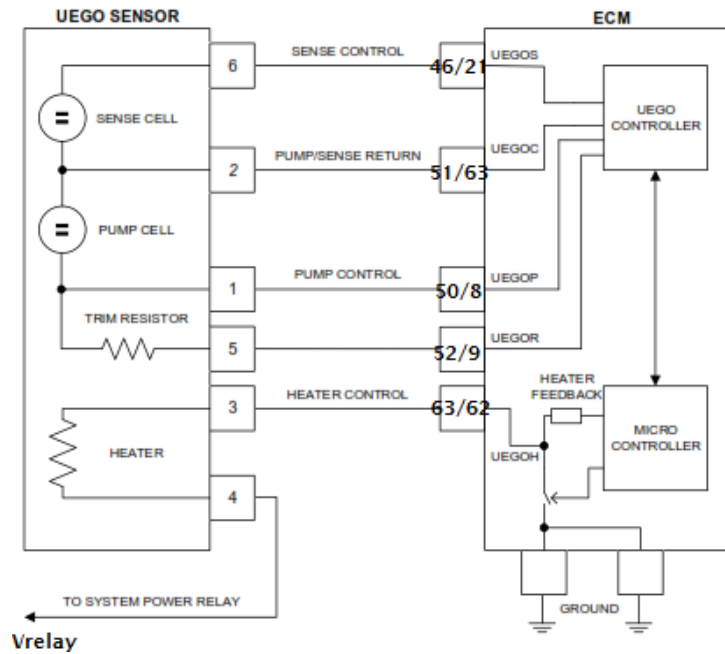 UEGO SENSOR
ECM
SENSE CONTROL
6
46/21
UEGOS
SENSE CELL
UEGO
CONTROLLER
PUMP/SENSE RETURN
UEGOC
2
51/63
PUMP CELL
PUMP CONTROL
1
50/8
UEGOP
TRIM RESISTOR
5
52/9
UEGOR
HEATER CONTROL
HEATER
FEEDBACK
3
63/62
MICRO
CONTROLLER
HEATER
UEGOH
4
TO SYSTEM POWER RELAY
GROUND
Vrelay